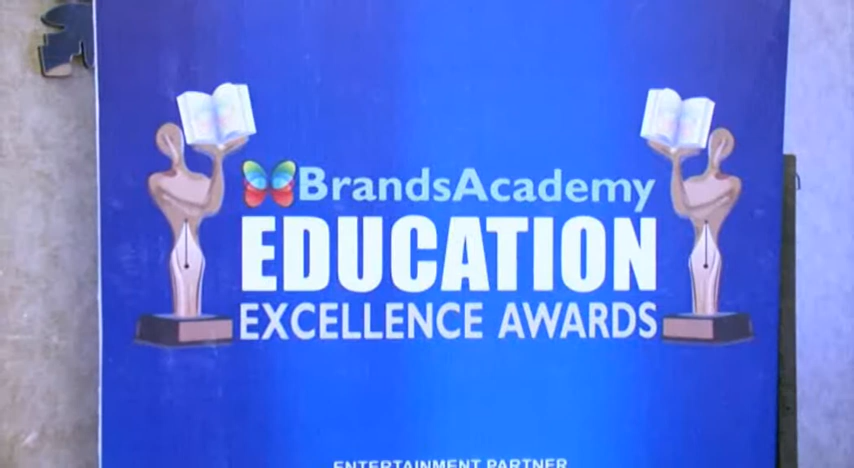 BrandsAcademy
EDUCATION
EXCELLENCE AWARDS
ENTERTAINMENT PARTNER